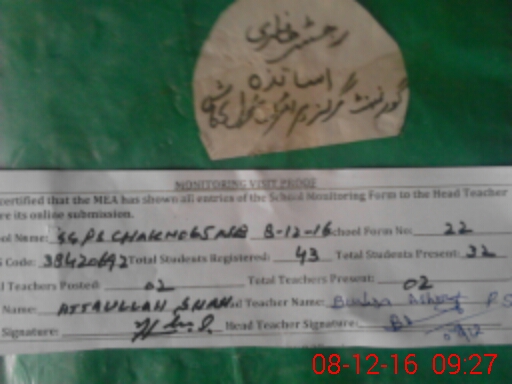 رجسٹر حاضری
اساتذہ
گورنمنٹ گرلز پرائمری
MONITORING VISIT PROOF
certified that the MEA has shown all entries of the School Monitoring Form to the Head Teacher
re its online submission.
ol Name: GGPS CHAK NO 65 NB 8-12-16 School Form No: 22
Code: 38420692 Total Students Registered: 43 Total Students Present: 32
l Teachers Posted: 02 Total Teachers Present: 02
Name: ATTAULLAH SHAH d Teacher Name: Bushra PS
Signature: Head Teacher Signature:
08-12-16 09:27